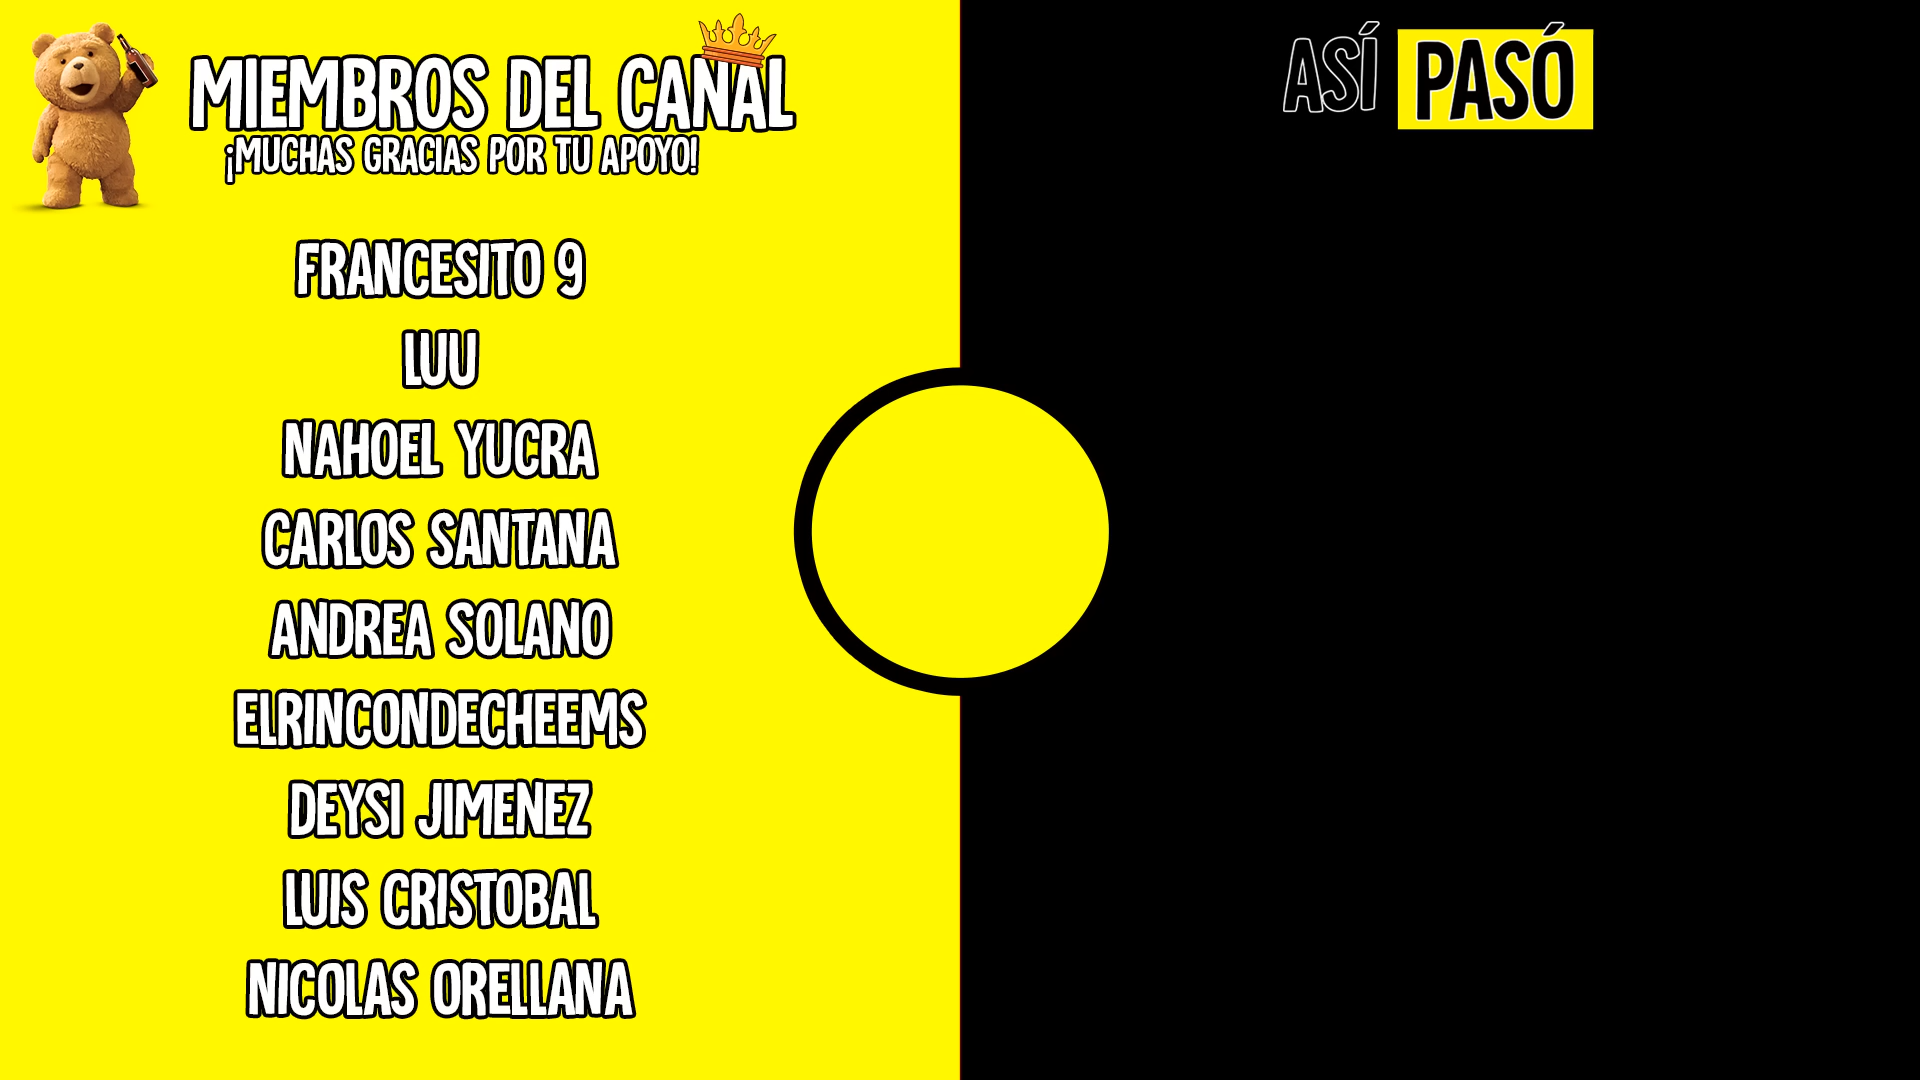 MIEMBROS DEL CANAL
¡MUCHAS GRACIAS POR TU APOYO!
FRANCESITO 9
LUU
NAHOEL YUCRA
CARLOS SANTANA
ANDREA SOLANO
ELRINCONDECHEEMS
DEYSI JIMENEZ
LUIS CRISTOBAL
NICOLAS ORELLANA
ASÍ PASÓ